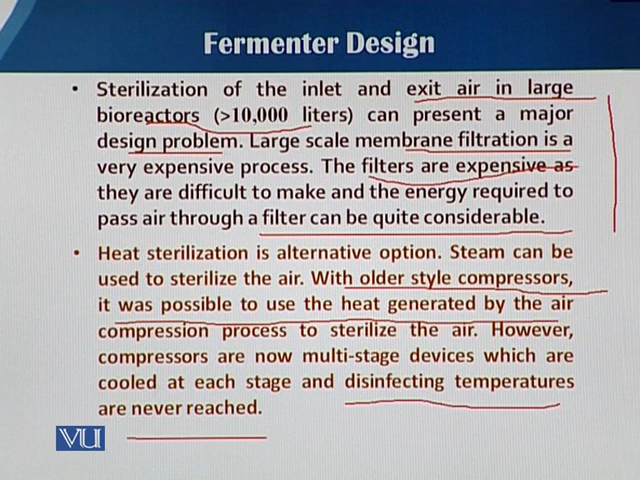 Fermenter Design
• Sterilization of the inlet and exit air in large
bioreactors (>10,000 liters) can present a major
design problem. Large scale membrane filtration is a
very expensive process. The filters are expensive as
they are difficult to make and the energy required to
pass air through a filter can be quite considerable.
• Heat sterilization is alternative option. Steam can be
used to sterilize the air. With older style compressors,
it was possible to use the heat generated by the air
compression process to sterilize the air. However,
compressors are now multi-stage devices which are
cooled at each stage and disinfecting temperatures
are never reached.
VU